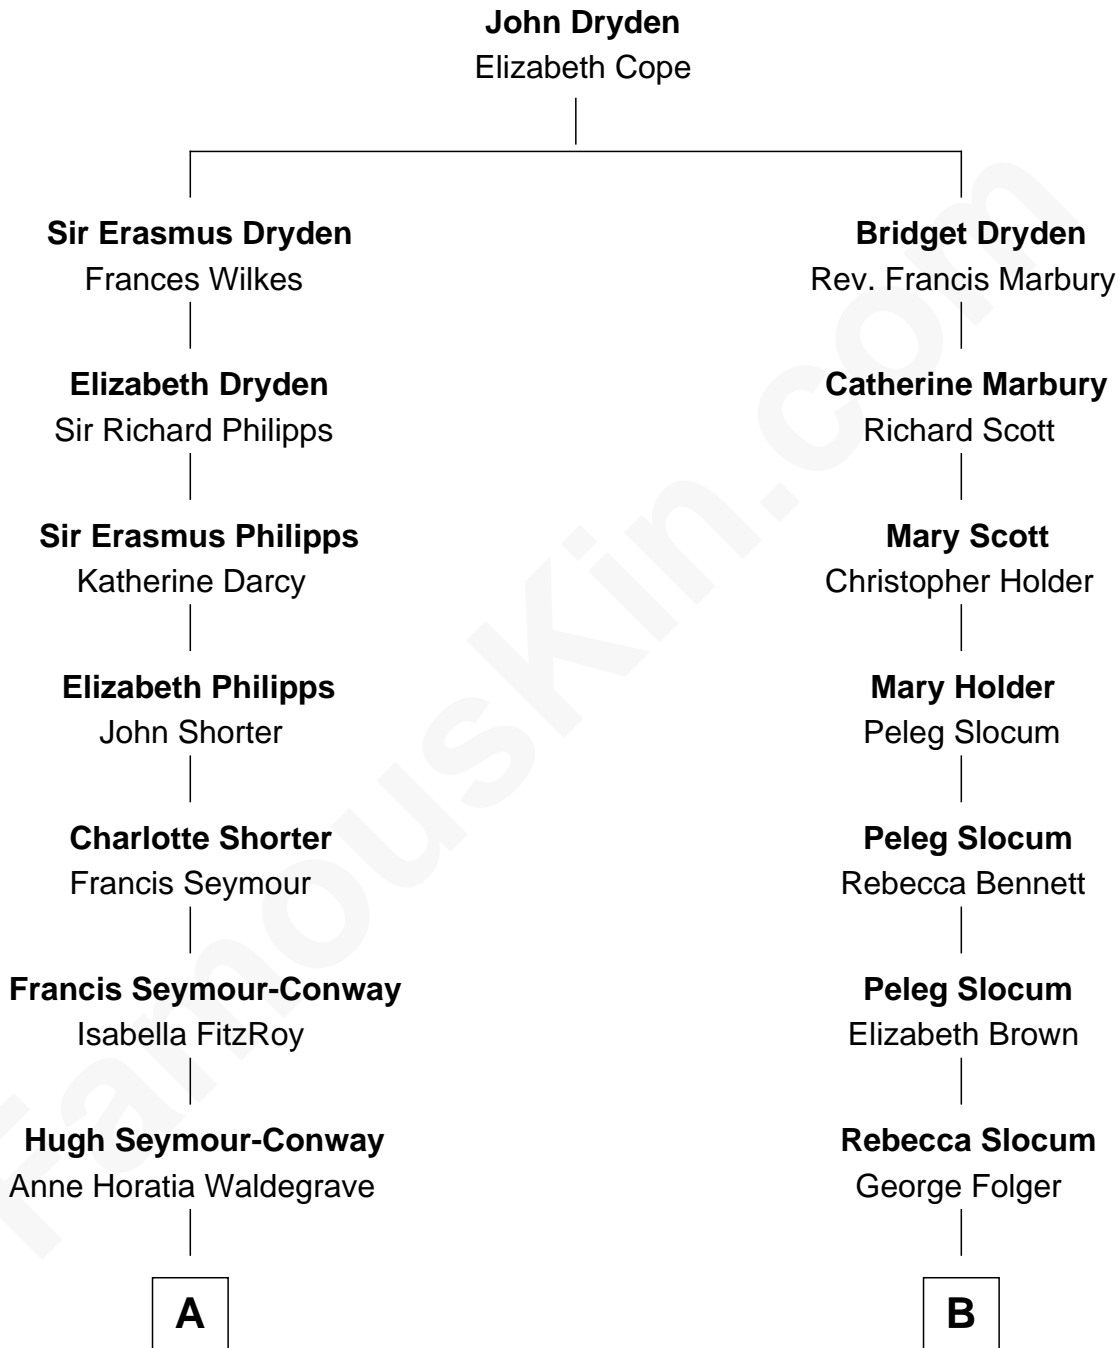 John Dryden
Elizabeth Cope
Sir Erasmus Dryden
Frances Wilkes
Bridget Dryden
Rev. Francis Marbury
Elizabeth Dryden
Sir Richard Philipps
Catherine Marbury
Richard Scott
Sir Erasmus Philipps
Katherine Darcy
Mary Scott
Christopher Holder
Elizabeth Philipps
John Shorter
Mary Holder
Peleg Slocum
Charlotte Shorter
Francis Seymour
Peleg Slocum
Rebecca Bennett
Francis Seymour-Conway
Isabella FitzRoy
Peleg Slocum
Elizabeth Brown
Hugh Seymour-Conway
Anne Horatia Waldegrave
Rebecca Slocum
George Folger
A
B
FamousKin.com